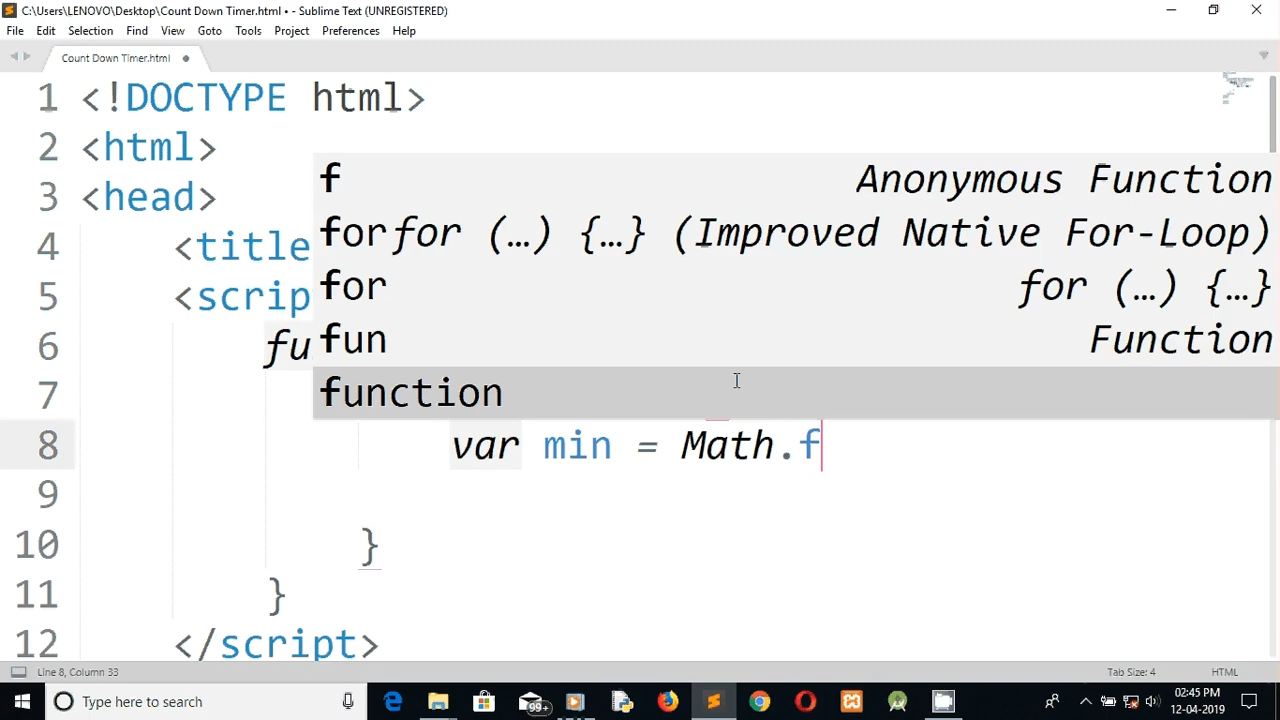 C:\Users\LENOVO\Desktop\Count Down Timer.html • - Sublime Text (UNREGISTERED)
File Edit Selection Find View Goto Tools Project Preferences Help
Count Down Timer.html
1 <!DOCTYPE html>
2 <html>
3 <head>
f Anonymous Function
for for (…) {…} (Improved Native For-Loop)
4 <title
for for (…) {…}
5 <scrip
fun Function
6 fu
function
7
8 var min = Math.f
9
10 }
11 }
12 </script>
Line 8, Column 33 Tab Size: 4 HTML
Type here to search 99+ 02:45 PM
12-04-2019